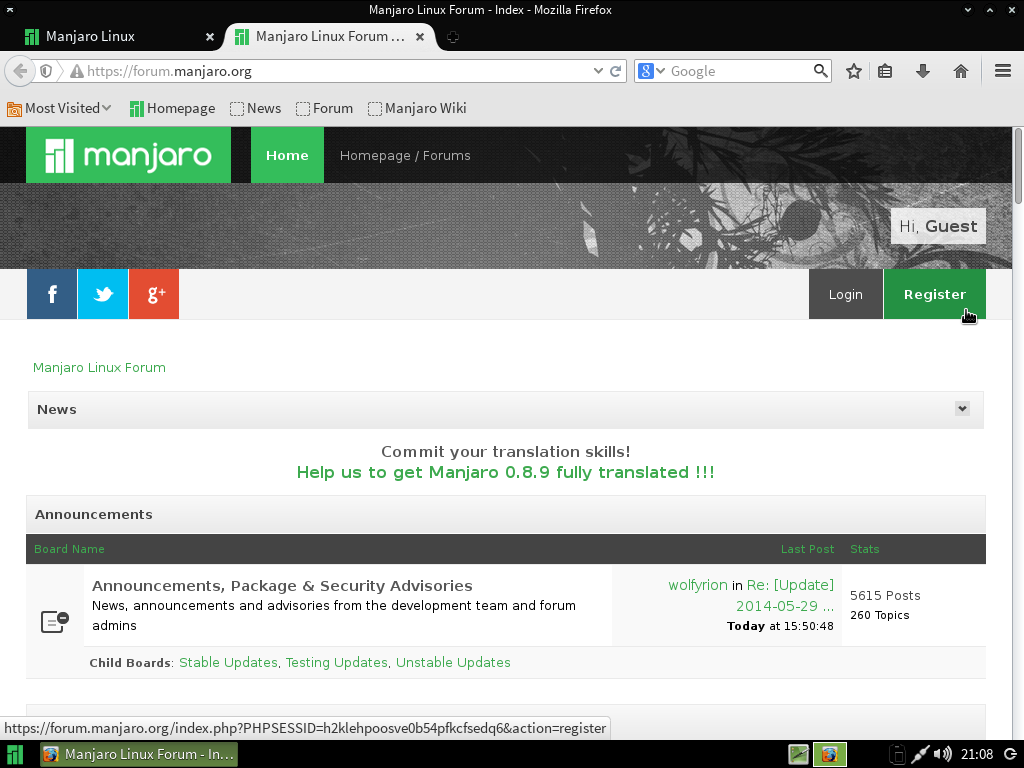 Manjaro Linux Forum - Index - Mozilla Firefox
Manjaro Linux
Manjaro Linux Forum ...
https://forum.manjaro.org
Google
Most Visited
Homepage
News
Forum
Manjaro Wiki
manjaro
Home
Homepage / Forums
Hi, Guest
f
g+
Login
Register
Manjaro Linux Forum
News
Commit your translation skills!
Help us to get Manjaro 0.8.9 fully translated !!!
Announcements
Board Name
Last Post
Stats
Announcements, Package & Security Advisories
News, announcements and advisories from the development team and forum
admins
wolfyrion in Re: [Update]
2014-05-29 ...
Today at 15:50:48
5615 Posts
260 Topics
Child Boards: Stable Updates, Testing Updates, Unstable Updates
https://forum.manjaro.org/index.php?PHPSESSID=h2klehpoosve0b54pfkcfsedq6&action=register
Manjaro Linux Forum - In...
21:08